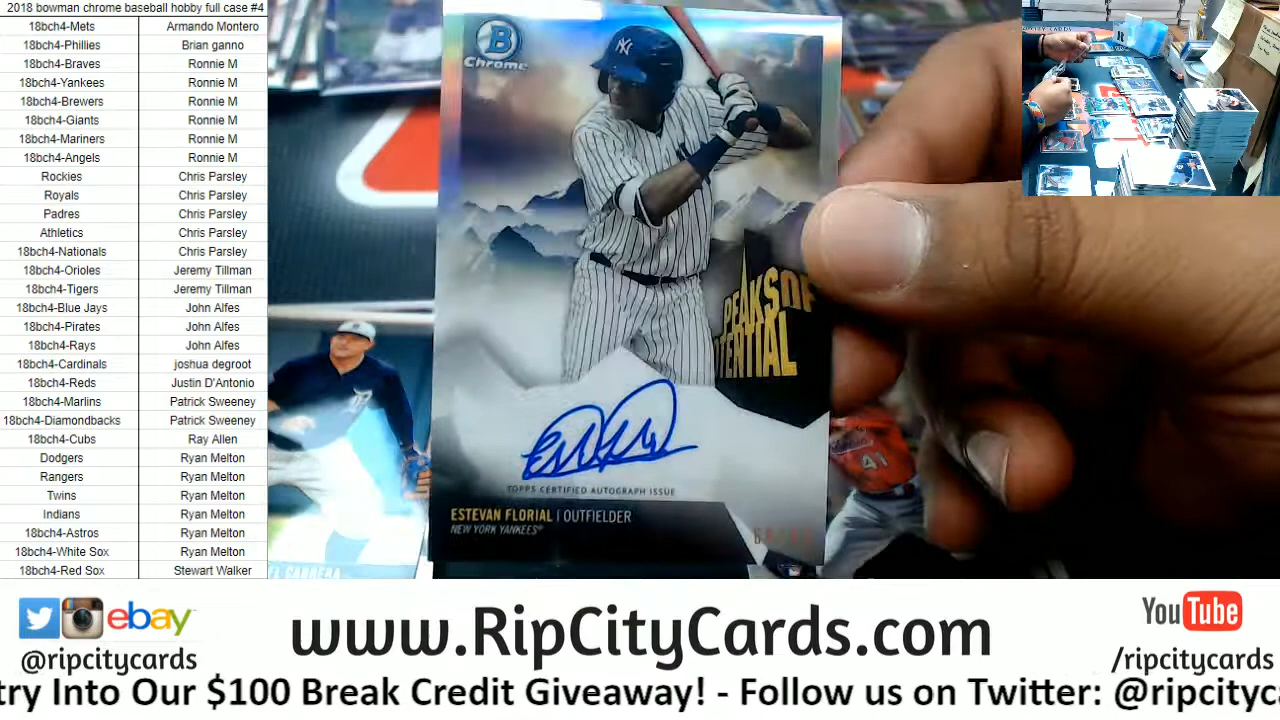 2018 bowman chrome baseball hobby full case #4
18bch4-Mets Armando Montero
18bch4-Phillies Brian ganno
18bch4-Braves Ronnie M
18bch4-Yankees Ronnie M
18bch4-Brewers Ronnie M
18bch4-Giants Ronnie M
18bch4-Mariners Ronnie M
18bch4-Angels Ronnie M
Rockies Chris Parsley
Royals Chris Parsley
Padres Chris Parsley
Athletics Chris Parsley
18bch4-Nationals Chris Parsley
18bch4-Orioles Jeremy Tillman
18bch4-Tigers Jeremy Tillman
18bch4-Blue Jays John Alfes
18bch4-Pirates John Alfes
18bch4-Rays John Alfes
18bch4-Cardinals joshua degroot
18bch4-Reds Justin D'Antonio
18bch4-Marlins Patrick Sweeney
18bch4-Diamondbacks Patrick Sweeney
18bch4-Cubs Ray Allen
Dodgers Ryan Melton
Rangers Ryan Melton
Twins Ryan Melton
Indians Ryan Melton
18bch4-Astros Ryan Melton
18bch4-White Sox Ryan Melton
18bch4-Red Sox Stewart Walker
B
Chrome
NY
PEAKS OF
POTENTIAL
TOPPS CERTIFIED AUTOGRAPH ISSUE
ESTEVAN FLORIAL | OUTFIELDER
NEW YORK YANKEES®
41
ebay
@ripcitycards
www.RipCityCards.com
YouTube
/ripcitycards
try Into Our $100 Break Credit Giveaway! - Follow us on Twitter: @ripcityca